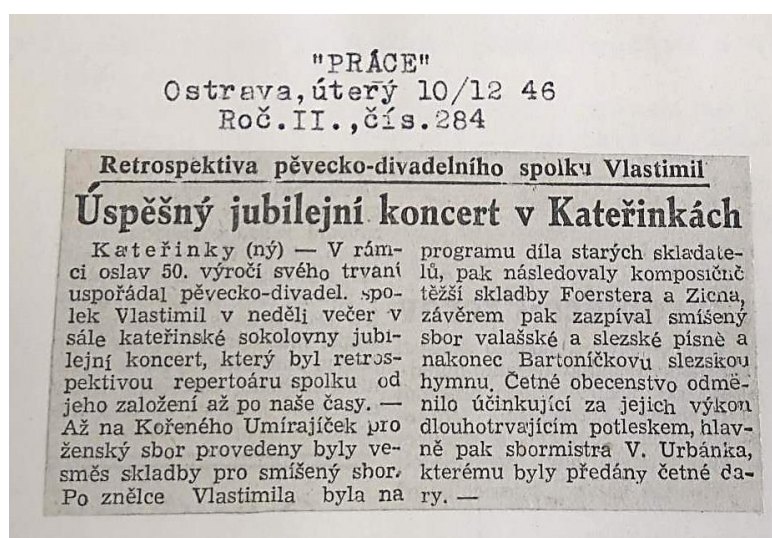 "PRÁCE"
Ostrava,úterý 10/12 46
Roč.II.,čís.284
Retrospektiva pěvecko-divadelního spolku Vlastimil
Úspěšný jubilejní koncert v Kateřinkách
Kateřinky (ný) — V rám-
ci oslav 50. výročí svého trvaní
uspořádal pěvecko-divadel. spo-
lek Vlastimil v neděli večer v
sále kateřinské sokolovny jubi-
lejní koncert, který byl retros-
pektivou repertoáru spolku od
jeho založení až po naše časy. —
Až na Kořeného Umírajíček pro
ženský sbor provedeny byly ve-
směs skladby pro smíšený sbor.
Po znělce Vlastimila byla na
programu díla starých skladate-
lů, pak následovaly komposičně
těžší skladby Foerstera a Zicha,
závěrem pak zazpíval smíšený
sbor valašské a slezské písně a
nakonec Bartoníčkovu slezskou
hymnu. Četné obecenstvo odmě-
nilo účinkující za jejich výkon
dlouhotrvajícím potleskem, hlav-
ně pak sbormistra V. Urbánka,
kterému byly předány četné da-
ry. —